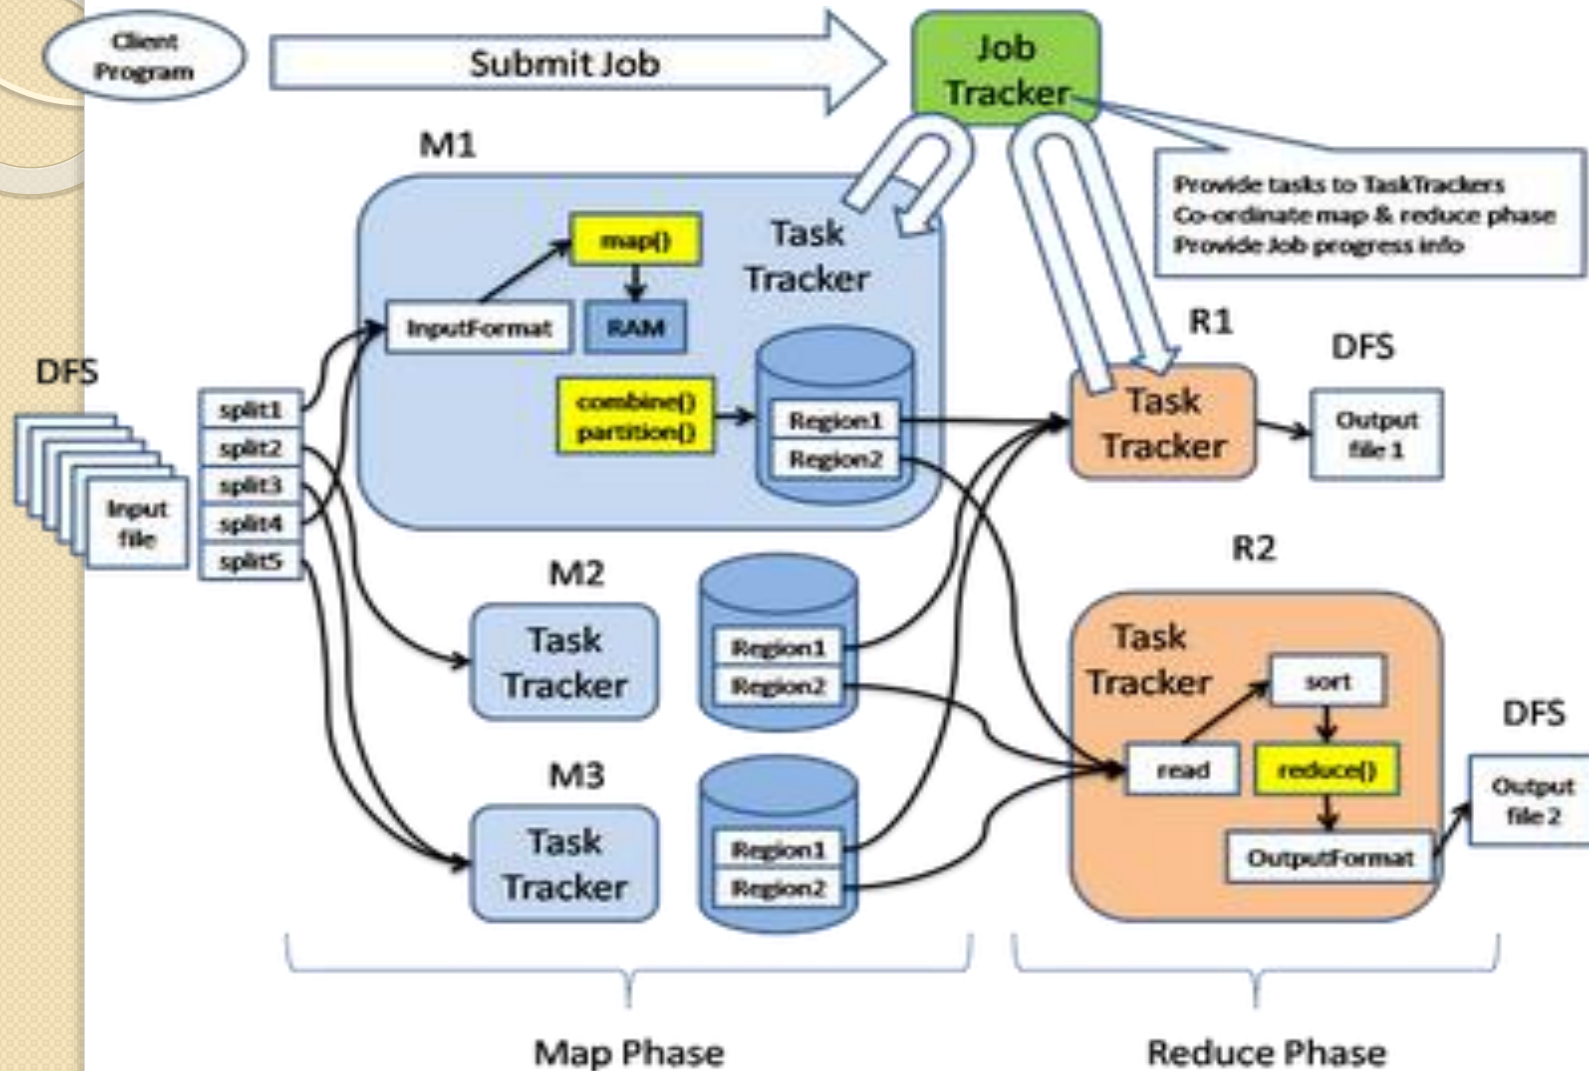 Client
Program
Submit Job
Job
Tracker
Provide tasks to TaskTrackers
Co-ordinate map & reduce phase
Provide Job progress info
M1
Task
Tracker
map()
InputFormat
RAM
combine()
partition()
Region1
Region2
DFS
Input
file
split1
split2
split3
split4
split5
M2
Task
Tracker
Region1
Region2
M3
Task
Tracker
Region1
Region2
R1
Task
Tracker
DFS
Output
file 1
R2
Task
Tracker
sort
read
reduce()
OutputFormat
DFS
Output
file 2
Map Phase
Reduce Phase